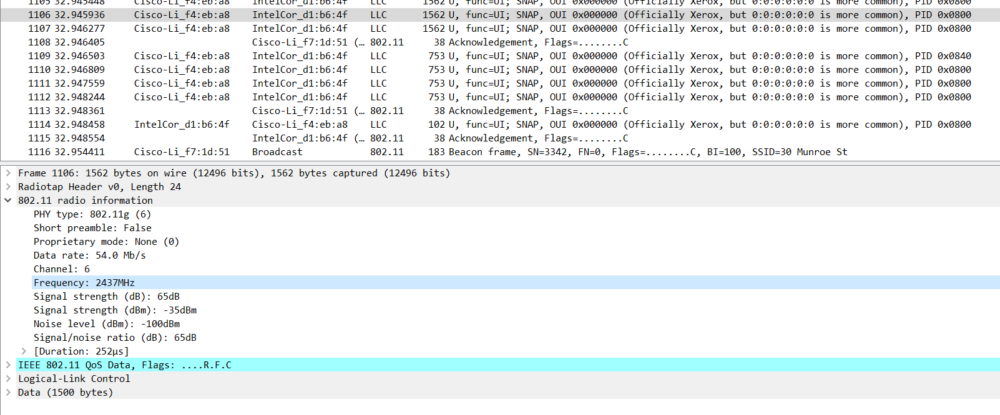 1105 32.945448 Cisco-Li_f4:eb:a8 IntelCor_d1:b6:4f LLC 1562 U, func=UI; SNAP, OUI 0x000000 (Officially Xerox, but 0:0:0:0:0:0 is more common), PID 0x0800
1106 32.945936 Cisco-Li_f4:eb:a8 IntelCor_d1:b6:4f LLC 1562 U, func=UI; SNAP, OUI 0x000000 (Officially Xerox, but 0:0:0:0:0:0 is more common), PID 0x0800
1107 32.946277 Cisco-Li_f4:eb:a8 IntelCor_d1:b6:4f LLC 1562 U, func=UI; SNAP, OUI 0x000000 (Officially Xerox, but 0:0:0:0:0:0 is more common), PID 0x0800
1108 32.946405 Cisco-Li_f7:1d:51 (… 802.11 38 Acknowledgement, Flags=........C
1109 32.946503 Cisco-Li_f4:eb:a8 IntelCor_d1:b6:4f LLC 753 U, func=UI; SNAP, OUI 0x000000 (Officially Xerox, but 0:0:0:0:0:0 is more common), PID 0x0840
1110 32.946809 Cisco-Li_f4:eb:a8 IntelCor_d1:b6:4f LLC 753 U, func=UI; SNAP, OUI 0x000000 (Officially Xerox, but 0:0:0:0:0:0 is more common), PID 0x0800
1111 32.947559 Cisco-Li_f4:eb:a8 IntelCor_d1:b6:4f LLC 753 U, func=UI; SNAP, OUI 0x000000 (Officially Xerox, but 0:0:0:0:0:0 is more common), PID 0x0800
1112 32.948244 Cisco-Li_f4:eb:a8 IntelCor_d1:b6:4f LLC 753 U, func=UI; SNAP, OUI 0x000000 (Officially Xerox, but 0:0:0:0:0:0 is more common), PID 0x0800
1113 32.948361 Cisco-Li_f7:1d:51 (… 802.11 38 Acknowledgement, Flags=........C
1114 32.948458 IntelCor_d1:b6:4f Cisco-Li_f4:eb:a8 LLC 102 U, func=UI; SNAP, OUI 0x000000 (Officially Xerox, but 0:0:0:0:0:0 is more common), PID 0x0800
1115 32.948554 IntelCor_d1:b6:4f (… 802.11 38 Acknowledgement, Flags=........C
1116 32.954411 Cisco-Li_f7:1d:51 Broadcast 802.11 183 Beacon frame, SN=3342, FN=0, Flags=........C, BI=100, SSID=30 Munroe St
Frame 1106: 1562 bytes on wire (12496 bits), 1562 bytes captured (12496 bits)
Radiotap Header v0, Length 24
802.11 radio information
PHY type: 802.11g (6)
Short preamble: False
Proprietary mode: None (0)
Data rate: 54.0 Mb/s
Channel: 6
Frequency: 2437MHz
Signal strength (dB): 65dB
Signal strength (dBm): -35dBm
Noise level (dBm): -100dBm
Signal/noise ratio (dB): 65dB
[Duration: 252µs]
IEEE 802.11 QoS Data, Flags: ....R.F.C
Logical-Link Control
Data (1500 bytes)